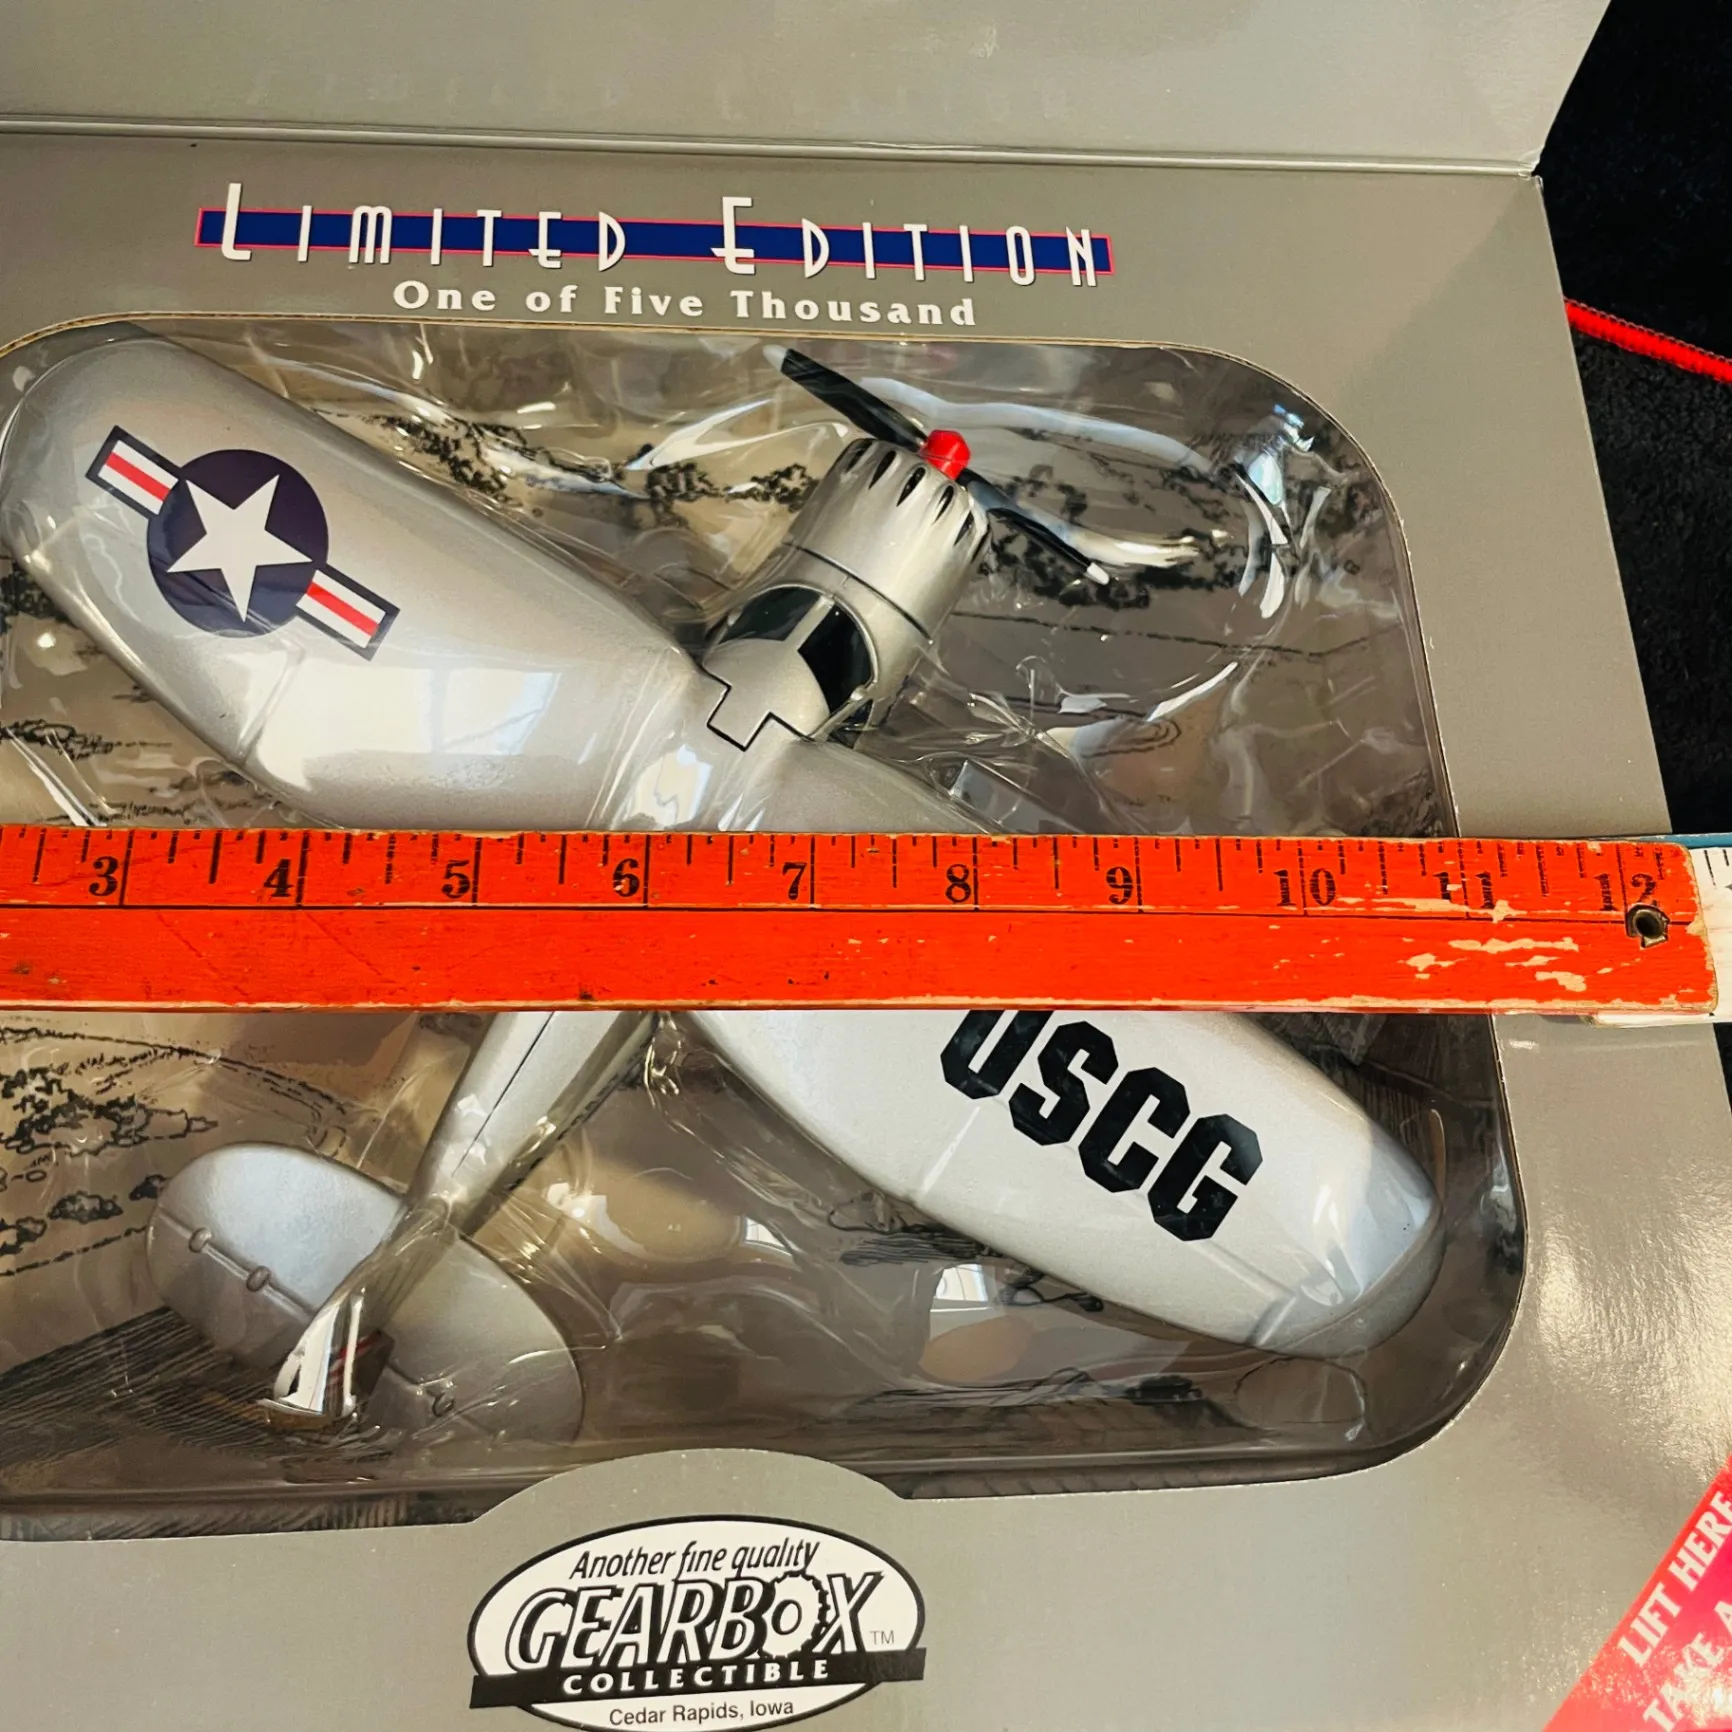 LIMITED EDITION
One of Five Thousand
3 4 5 6 7 8 9 10 11 12
USCG
Another fine quality
GEARBOX TM
COLLECTIBLE
Cedar Rapids, Iowa
LIFT HERE
TAKE A